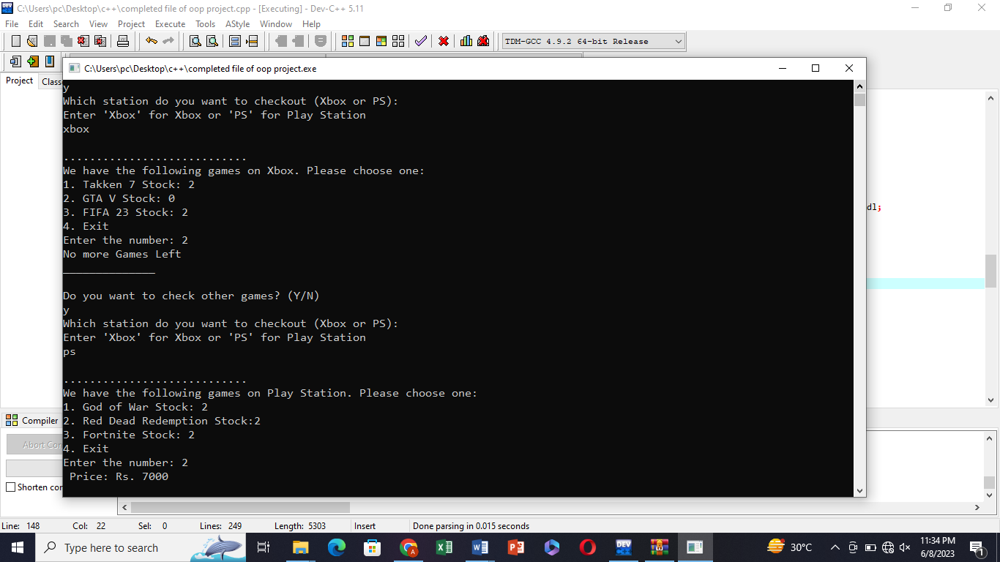 C:\Users\pc\Desktop\c++\completed file of oop project.cpp - [Executing] - Dev-C++ 5.11
File Edit Search View Project Execute Tools AStyle Window Help
TDM-GCC 4.9.2 64-bit Release
Project Class
C:\Users\pc\Desktop\c++\completed file of oop project.exe
y
Which station do you want to checkout (Xbox or PS):
Enter 'Xbox' for Xbox or 'PS' for Play Station
xbox
............................
We have the following games on Xbox. Please choose one:
1. Takken 7 Stock: 2
2. GTA V Stock: 0
3. FIFA 23 Stock: 2
4. Exit
Enter the number: 2
No more Games Left
______________
Do you want to check other games? (Y/N)
y
Which station do you want to checkout (Xbox or PS):
Enter 'Xbox' for Xbox or 'PS' for Play Station
ps
............................
We have the following games on Play Station. Please choose one:
1. God of War Stock: 2
2. Red Dead Redemption Stock:2
3. Fortnite Stock: 2
4. Exit
Enter the number: 2
Price: Rs. 7000
dl;
Compiler
Abort Con
Shorten con
Line: 148 Col: 22 Sel: 0 Lines: 249 Length: 5303 Insert Done parsing in 0.015 seconds
Type here to search
30°C
11:34 PM
6/8/2023
1